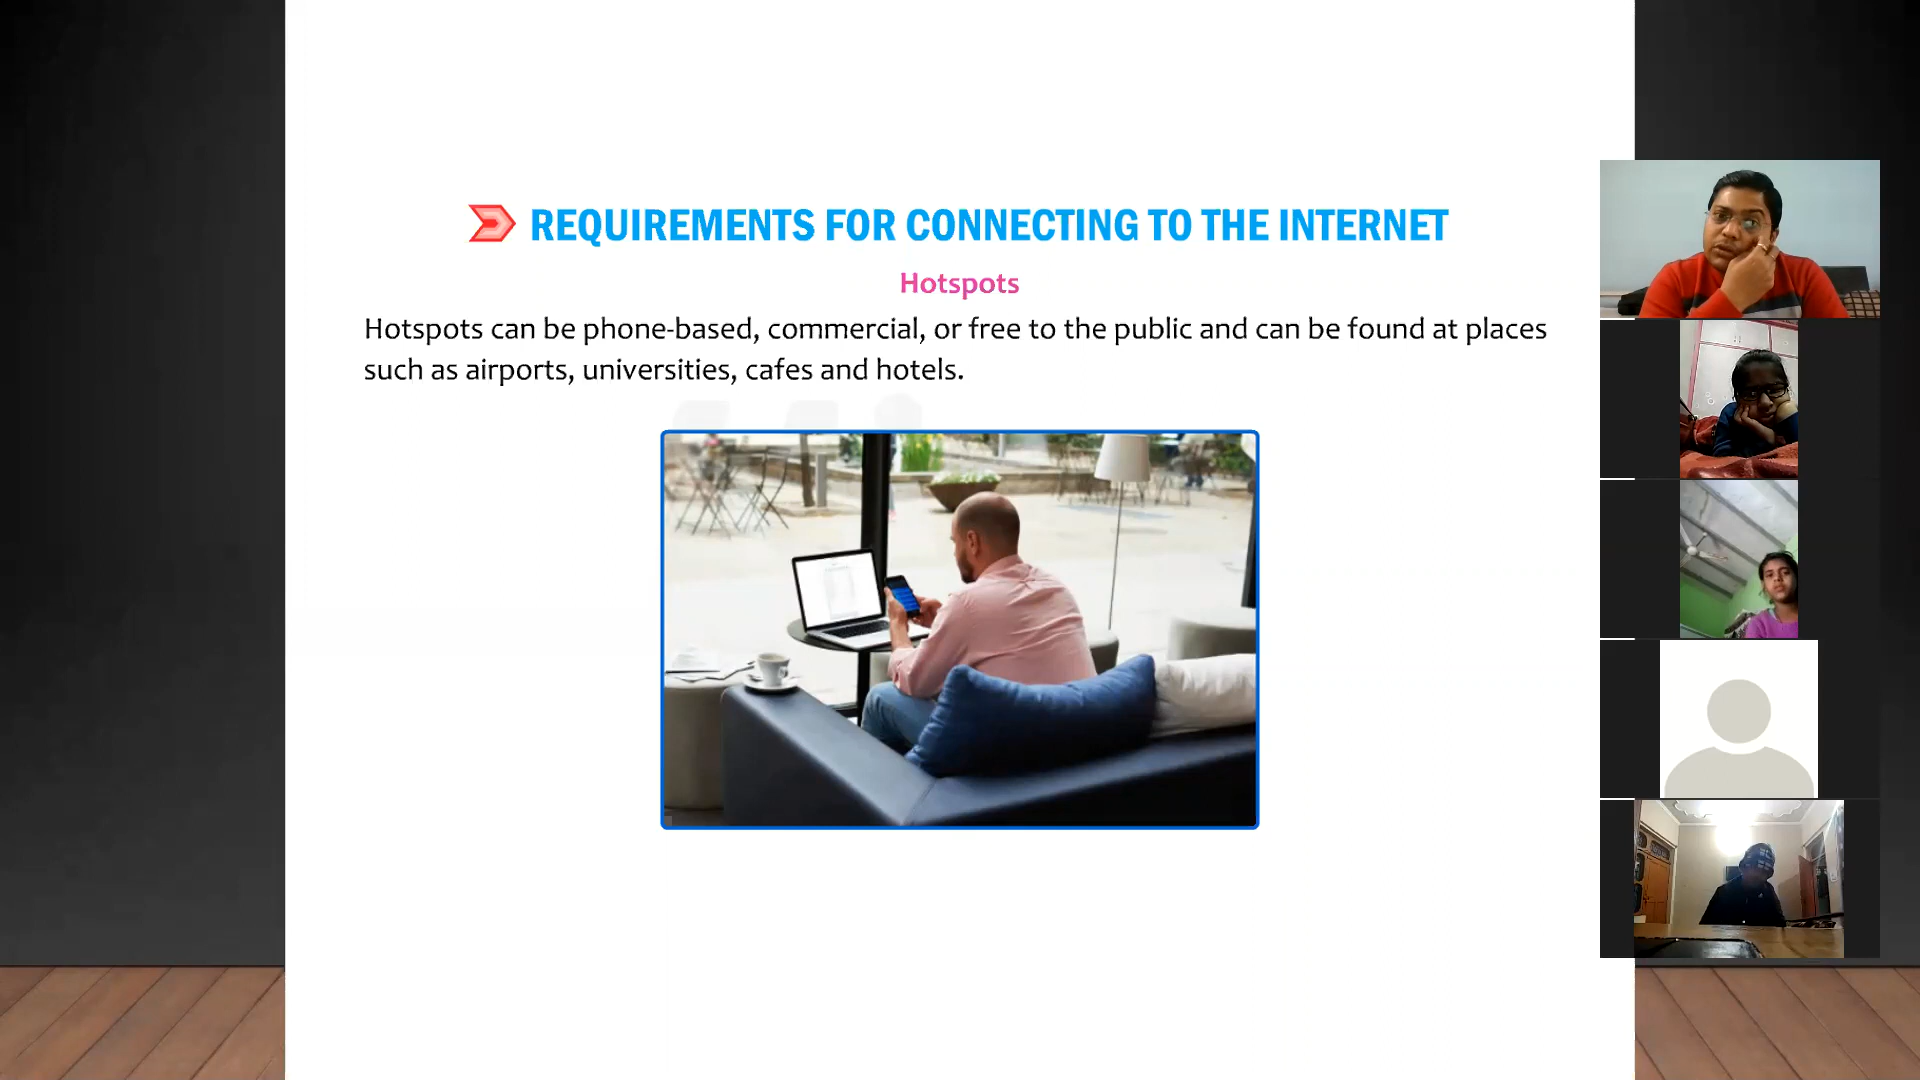 REQUIREMENTS FOR CONNECTING TO THE INTERNET
Hotspots
Hotspots can be phone-based, commercial, or free to the public and can be found at places
such as airports, universities, cafes and hotels.